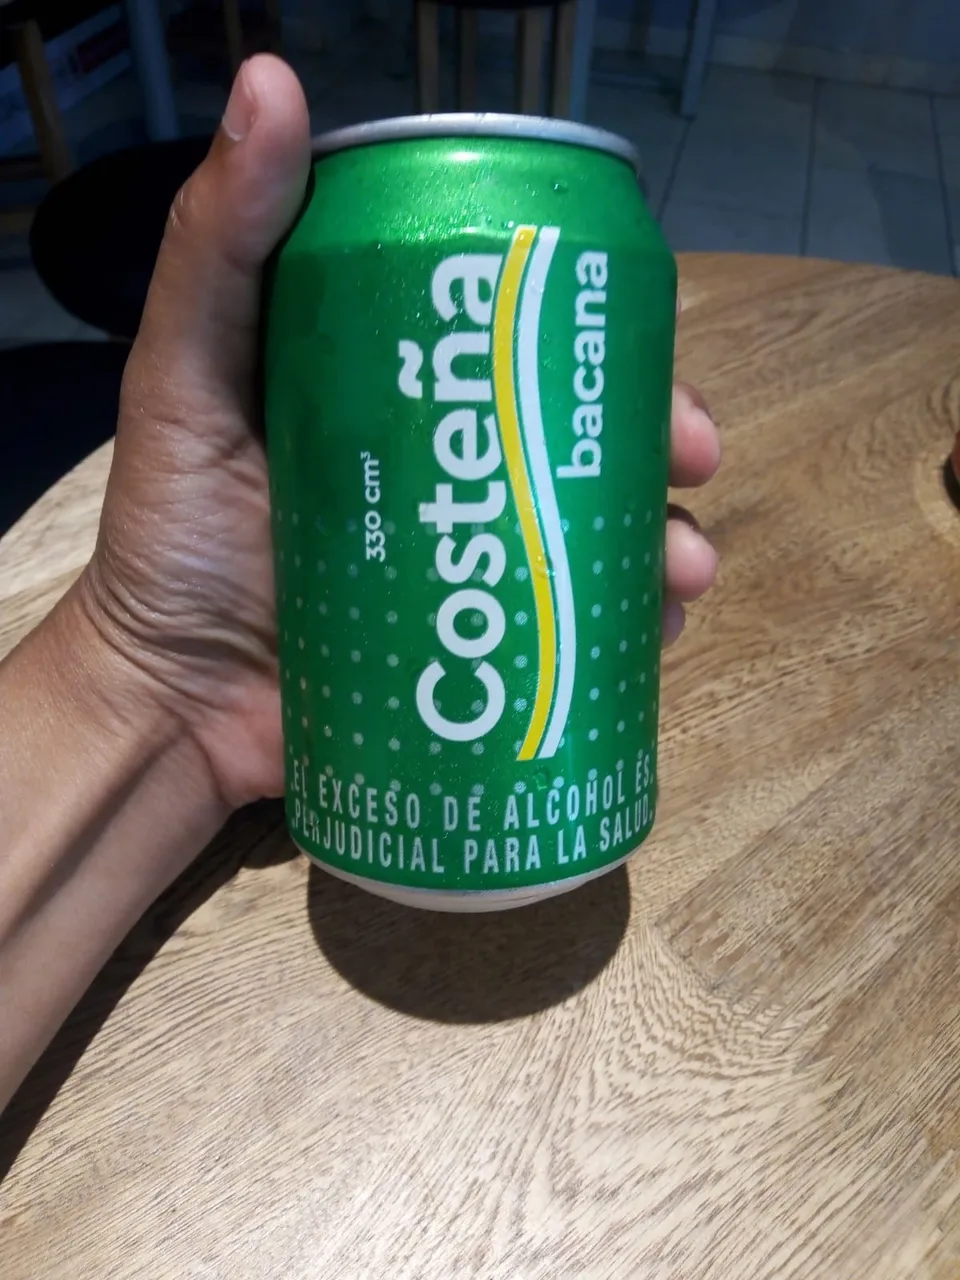 Costeña
bacana
330 cm³
EL EXCESO DE ALCOHOL ES
PERJUDICIAL PARA LA SALUD.